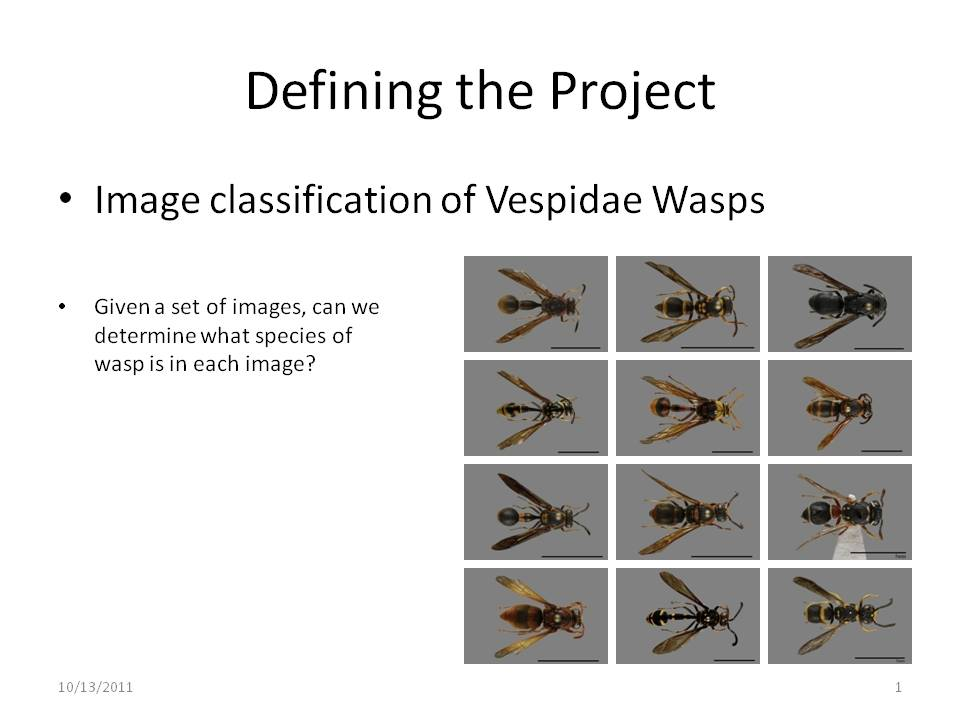 Defining the Project
• Image classification of Vespidae Wasps
• Given a set of images, can we
determine what species of
wasp is in each image?
10/13/2011
1